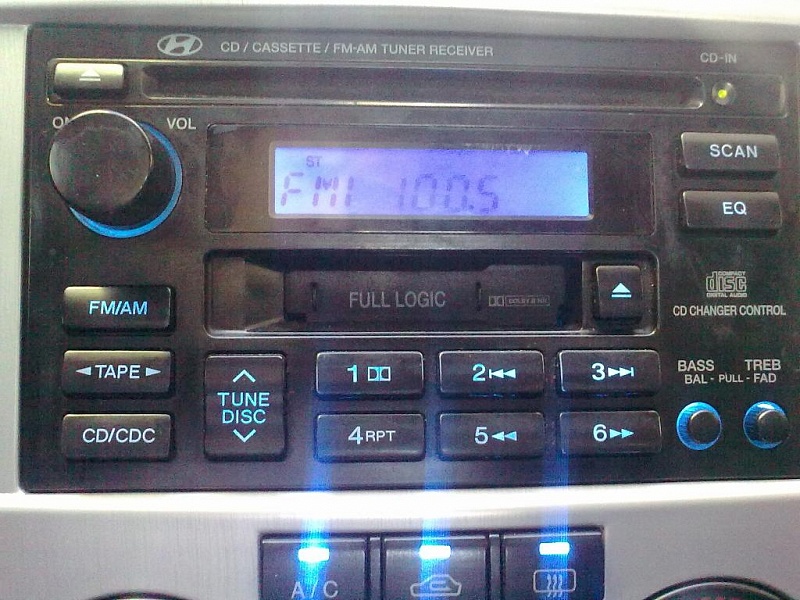 CD / CASSETTE / FM-AM TUNER RECEIVER
CD-IN
VOL
ST
FM1 100.5
SCAN
EQ
FULL LOGIC
DOLBY B NR
COMPACT
disc
DIGITAL AUDIO
CD CHANGER CONTROL
FM/AM
TAPE
CD/CDC
TUNE
DISC
1
2
3
4 RPT
5
6
BASS TREB
BAL - PULL - FAD
A/C